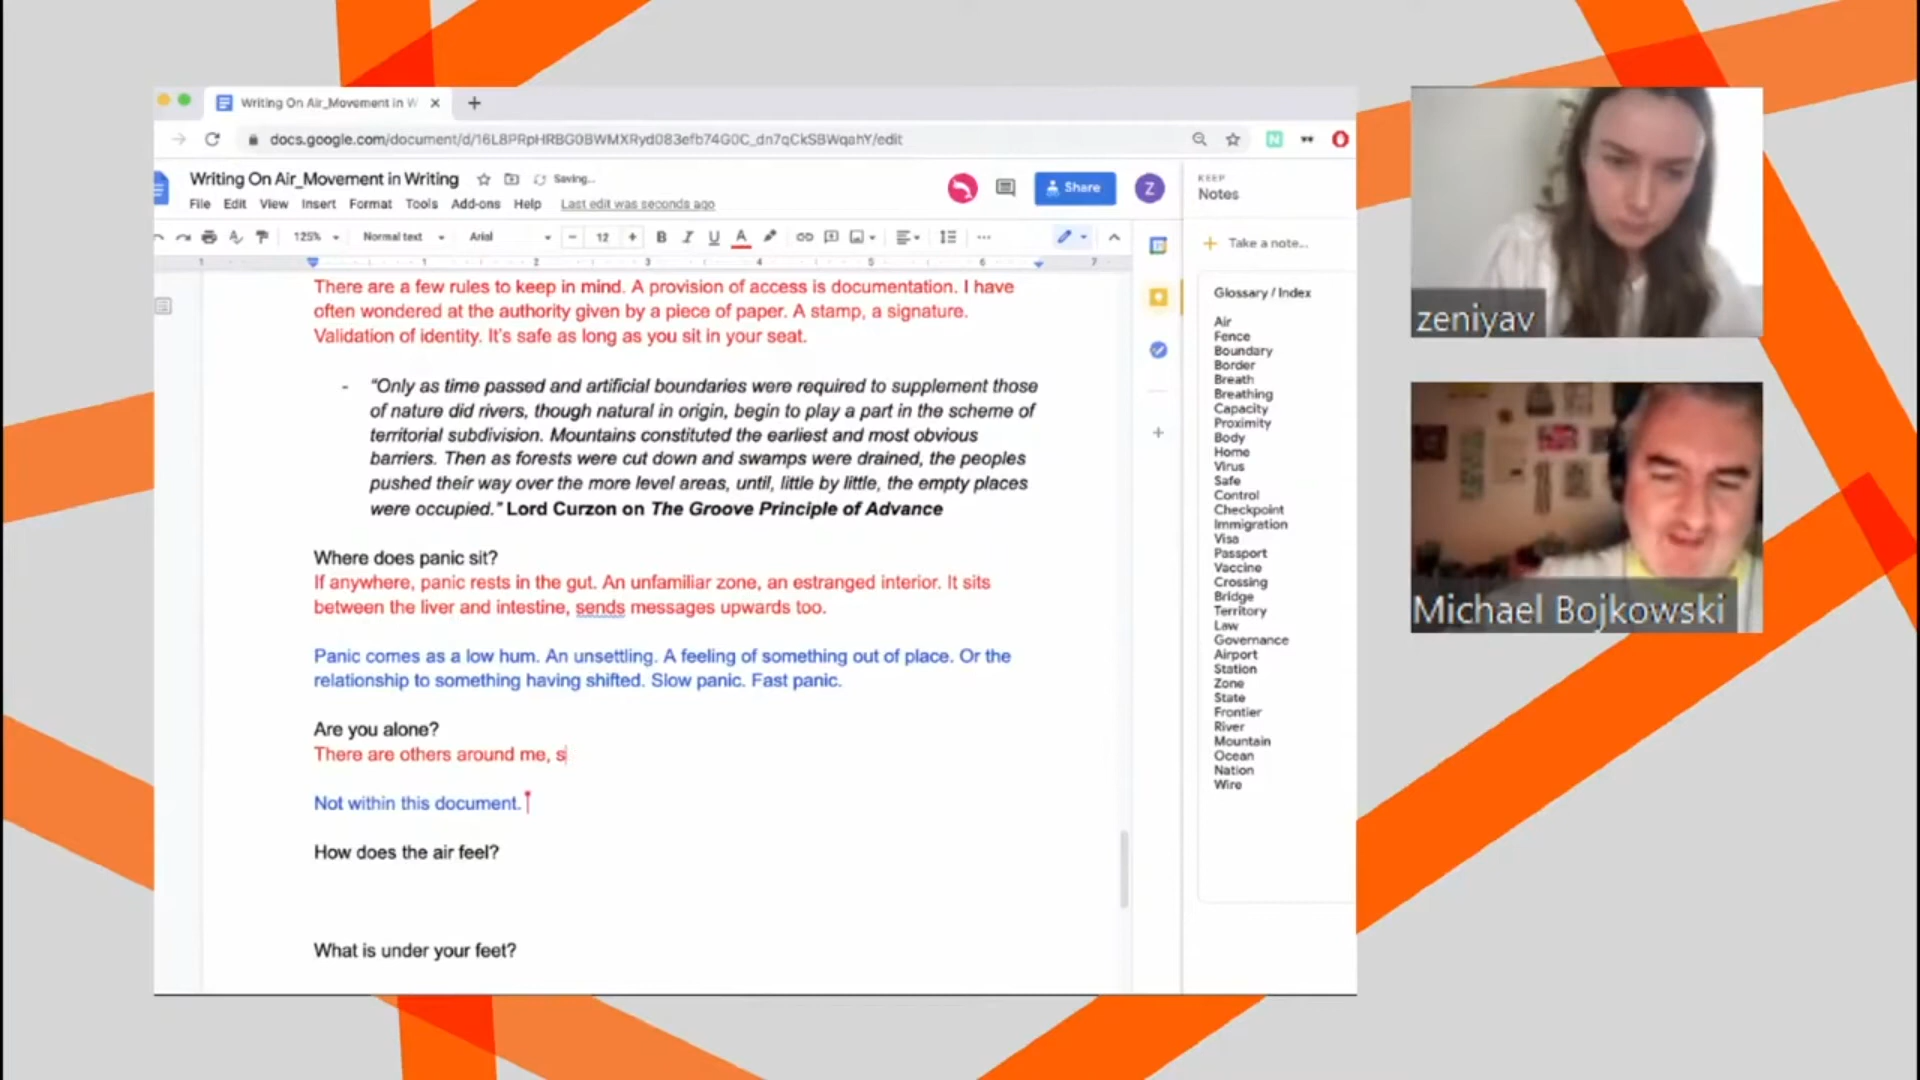 Writing On Air_Movement in W
docs.google.com/document/d/16L8PRpHRBG0BWMXRyd083efb74G0C_dn7qCkSBWqahY/edit
Writing On Air_Movement in Writing
Saving...
Share
Z
File Edit View Insert Format Tools Add-ons Help Last edit was seconds ago
125% Normal text Arial 12 B I U A
1 1 2 3 4 5 6 7
There are a few rules to keep in mind. A provision of access is documentation. I have
often wondered at the authority given by a piece of paper. A stamp, a signature.
Validation of identity. It's safe as long as you sit in your seat.
- "Only as time passed and artificial boundaries were required to supplement those
of nature did rivers, though natural in origin, begin to play a part in the scheme of
territorial subdivision. Mountains constituted the earliest and most obvious
barriers. Then as forests were cut down and swamps were drained, the peoples
pushed their way over the more level areas, until, little by little, the empty places
were occupied." Lord Curzon on The Groove Principle of Advance
Where does panic sit?
If anywhere, panic rests in the gut. An unfamiliar zone, an estranged interior. It sits
between the liver and intestine, sends messages upwards too.
Panic comes as a low hum. An unsettling. A feeling of something out of place. Or the
relationship to something having shifted. Slow panic. Fast panic.
Are you alone?
There are others around me, s
Not within this document.
How does the air feel?
What is under your feet?
KEEP
Notes
Take a note...
Glossary / Index
Air
Fence
Boundary
Border
Breath
Breathing
Capacity
Proximity
Body
Home
Virus
Safe
Control
Checkpoint
Immigration
Visa
Passport
Vaccine
Crossing
Bridge
Territory
Law
Governance
Airport
Station
Zone
State
Frontier
River
Mountain
Ocean
Nation
Wire
zeniyav
Michael Bojkowski